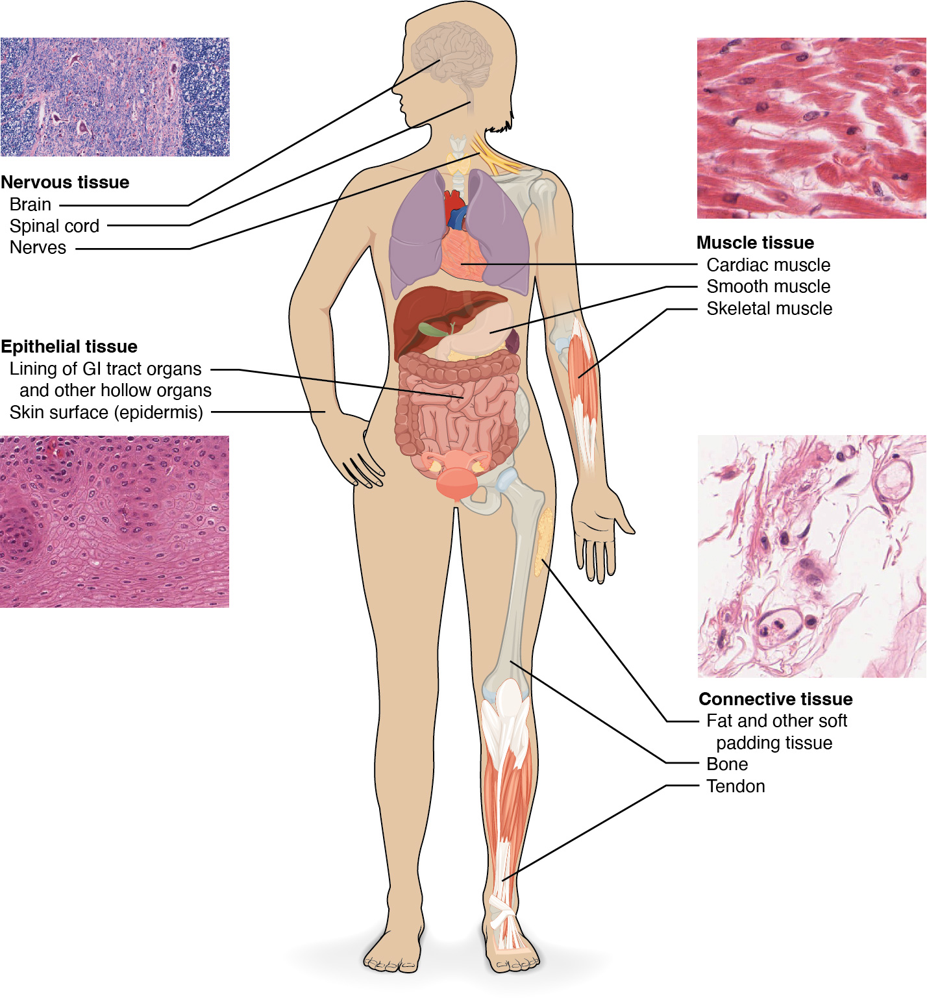 Nervous tissue
Brain
Spinal cord
Nerves
Epithelial tissue
Lining of GI tract organs
and other hollow organs
Skin surface (epidermis)
Muscle tissue
Cardiac muscle
Smooth muscle
Skeletal muscle
Connective tissue
Fat and other soft
padding tissue
Bone
Tendon